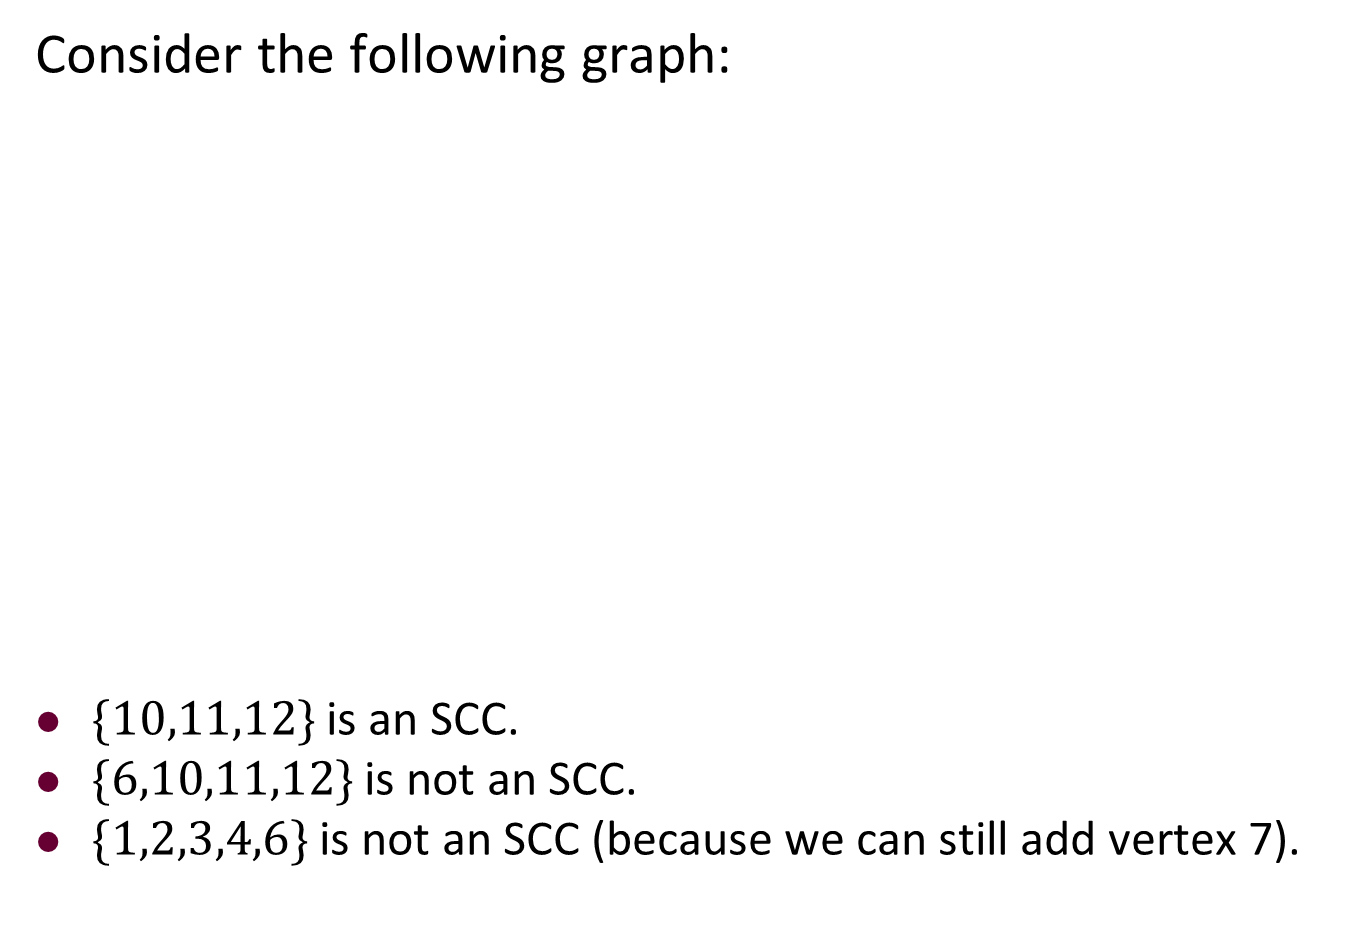 Consider the following graph:
● {10,11,12} is an SCC.
● {6,10,11,12} is not an SCC.
● {1,2,3,4,6} is not an SCC (because we can still add vertex 7).